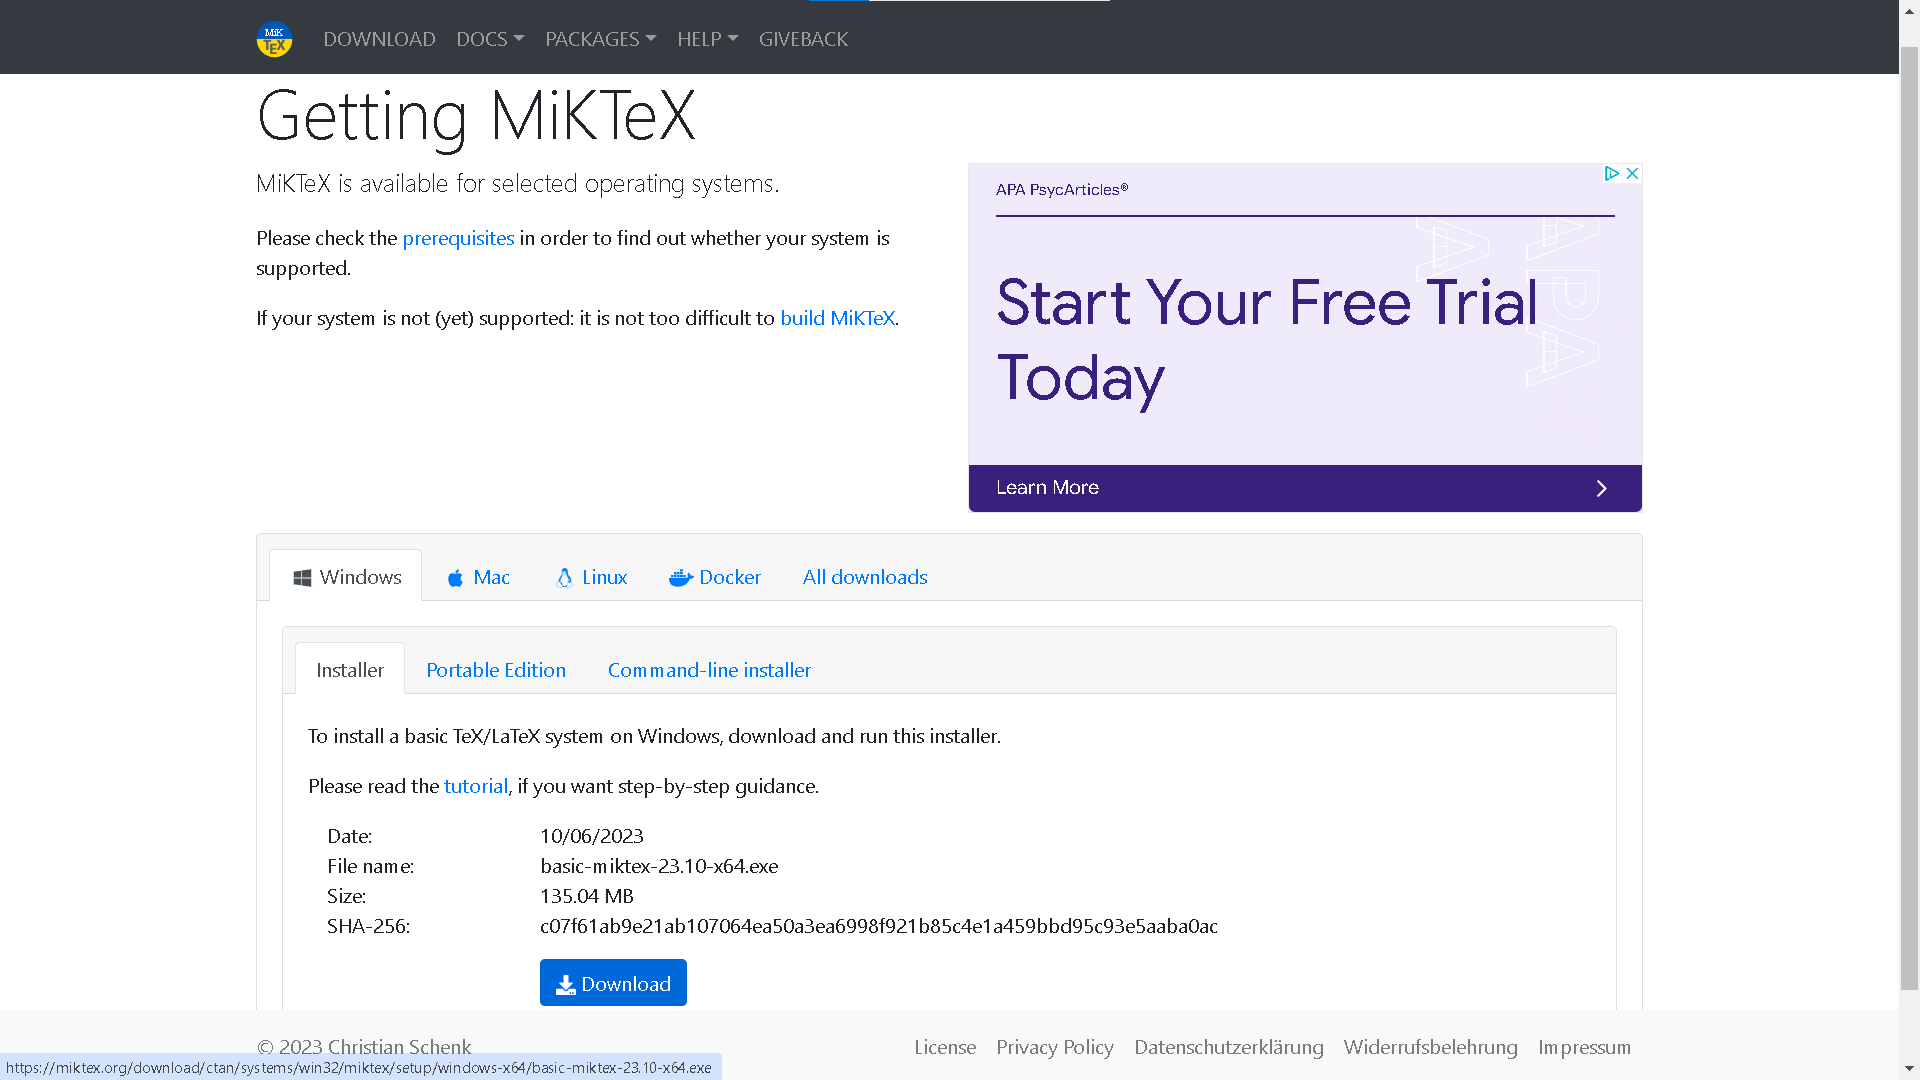 MiK
TEX
DOWNLOAD DOCS PACKAGES HELP GIVEBACK
Getting MiKTeX
MiKTeX is available for selected operating systems.
Please check the prerequisites in order to find out whether your system is
supported.
If your system is not (yet) supported: it is not too difficult to build MiKTeX.
APA PsycArticles®
APA
A
Start Your Free Trial
Today
Learn More
Windows Mac Linux Docker All downloads
Installer Portable Edition Command-line installer
To install a basic TeX/LaTeX system on Windows, download and run this installer.
Please read the tutorial, if you want step-by-step guidance.
Date: 10/06/2023
File name: basic-miktex-23.10-x64.exe
Size: 135.04 MB
SHA-256: c07f61ab9e21ab107064ea50a3ea6998f921b85c4e1a459bbd95c93e5aaba0ac
Download
© 2023 Christian Schenk License Privacy Policy Datenschutzerklärung Widerrufsbelehrung Impressum
https://miktex.org/download/ctan/systems/win32/miktex/setup/windows-x64/basic-miktex-23.10-x64.exe